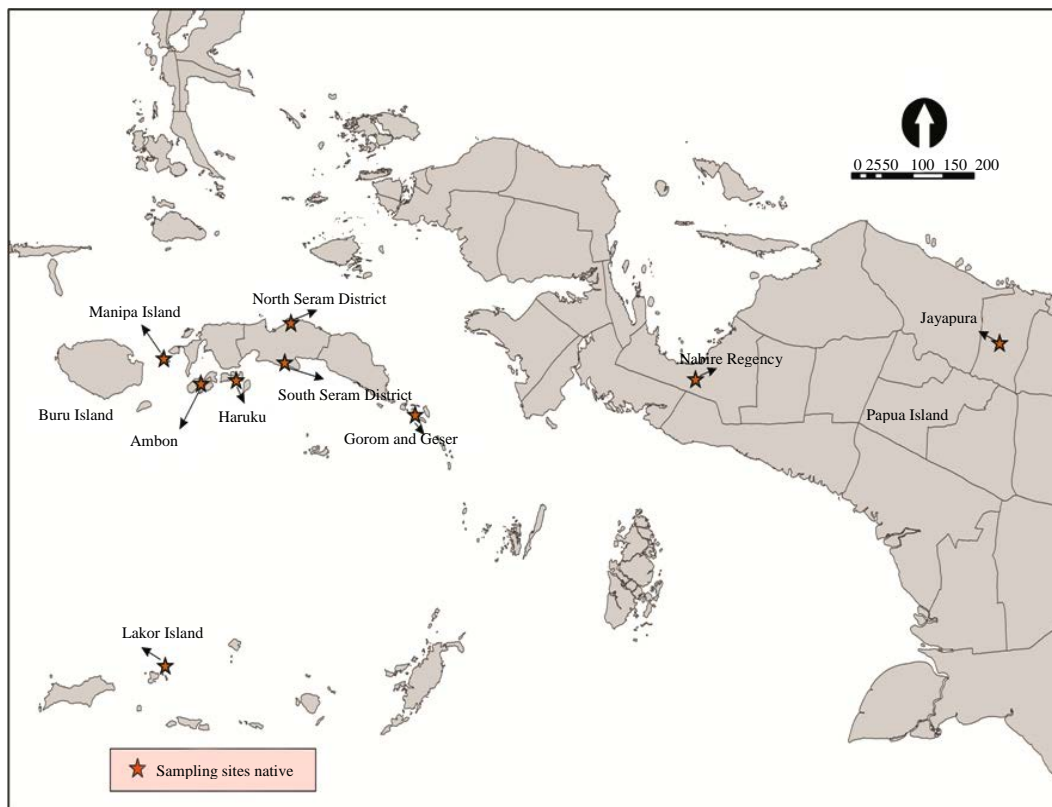 0 2550 100 150 200
North Seram District
Manipa Island
Jayapura
Nabire Regency
South Seram District
Buru Island
Haruku
Papua Island
Ambon
Gorom and Geser
Lakor Island
Sampling sites native